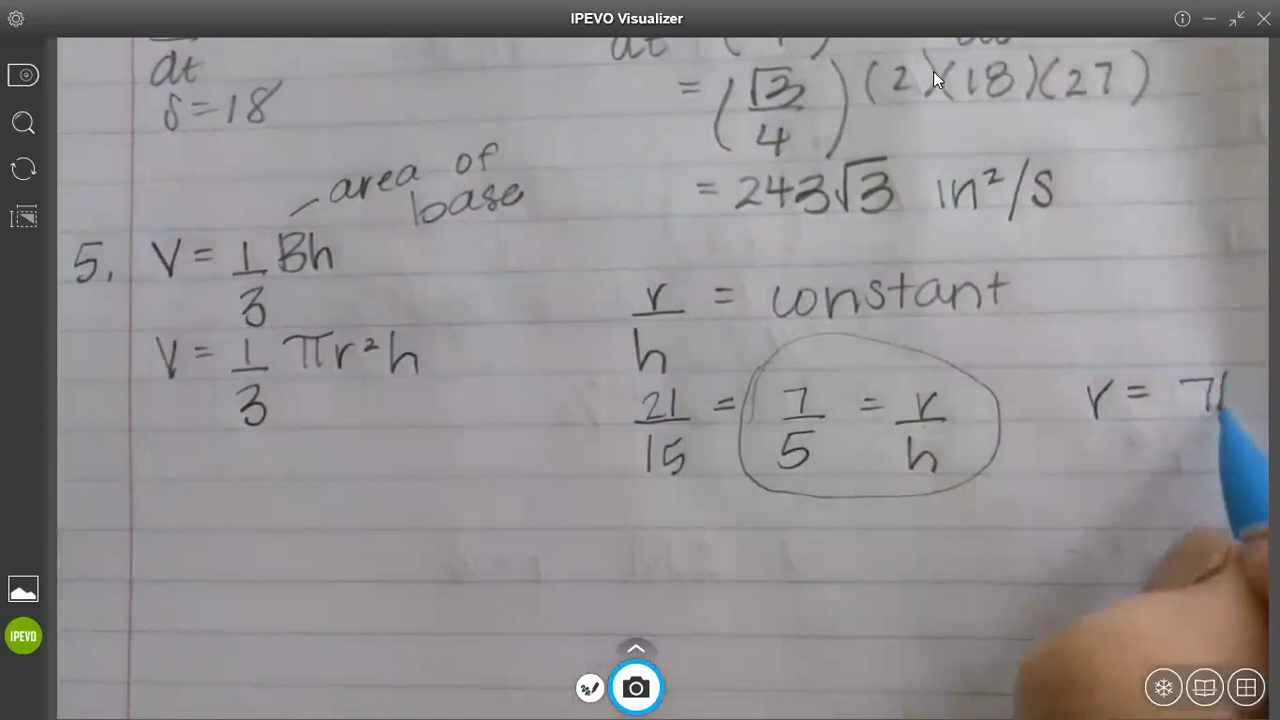 IPEVO Visualizer
dt
δ = 18
= (√3/4) (2)(18)(27)
= 243√3 in²/s
area of
base
5. V = 1/3 Bh
r/h = constant
V = 1/3 πr²h
21/15 = 7/5 = r/h
r = 7
IPEVO